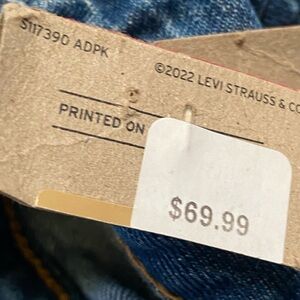 S117390 ADPK
©2022 LEVI STRAUSS & CO
PRINTED ON
$69.99